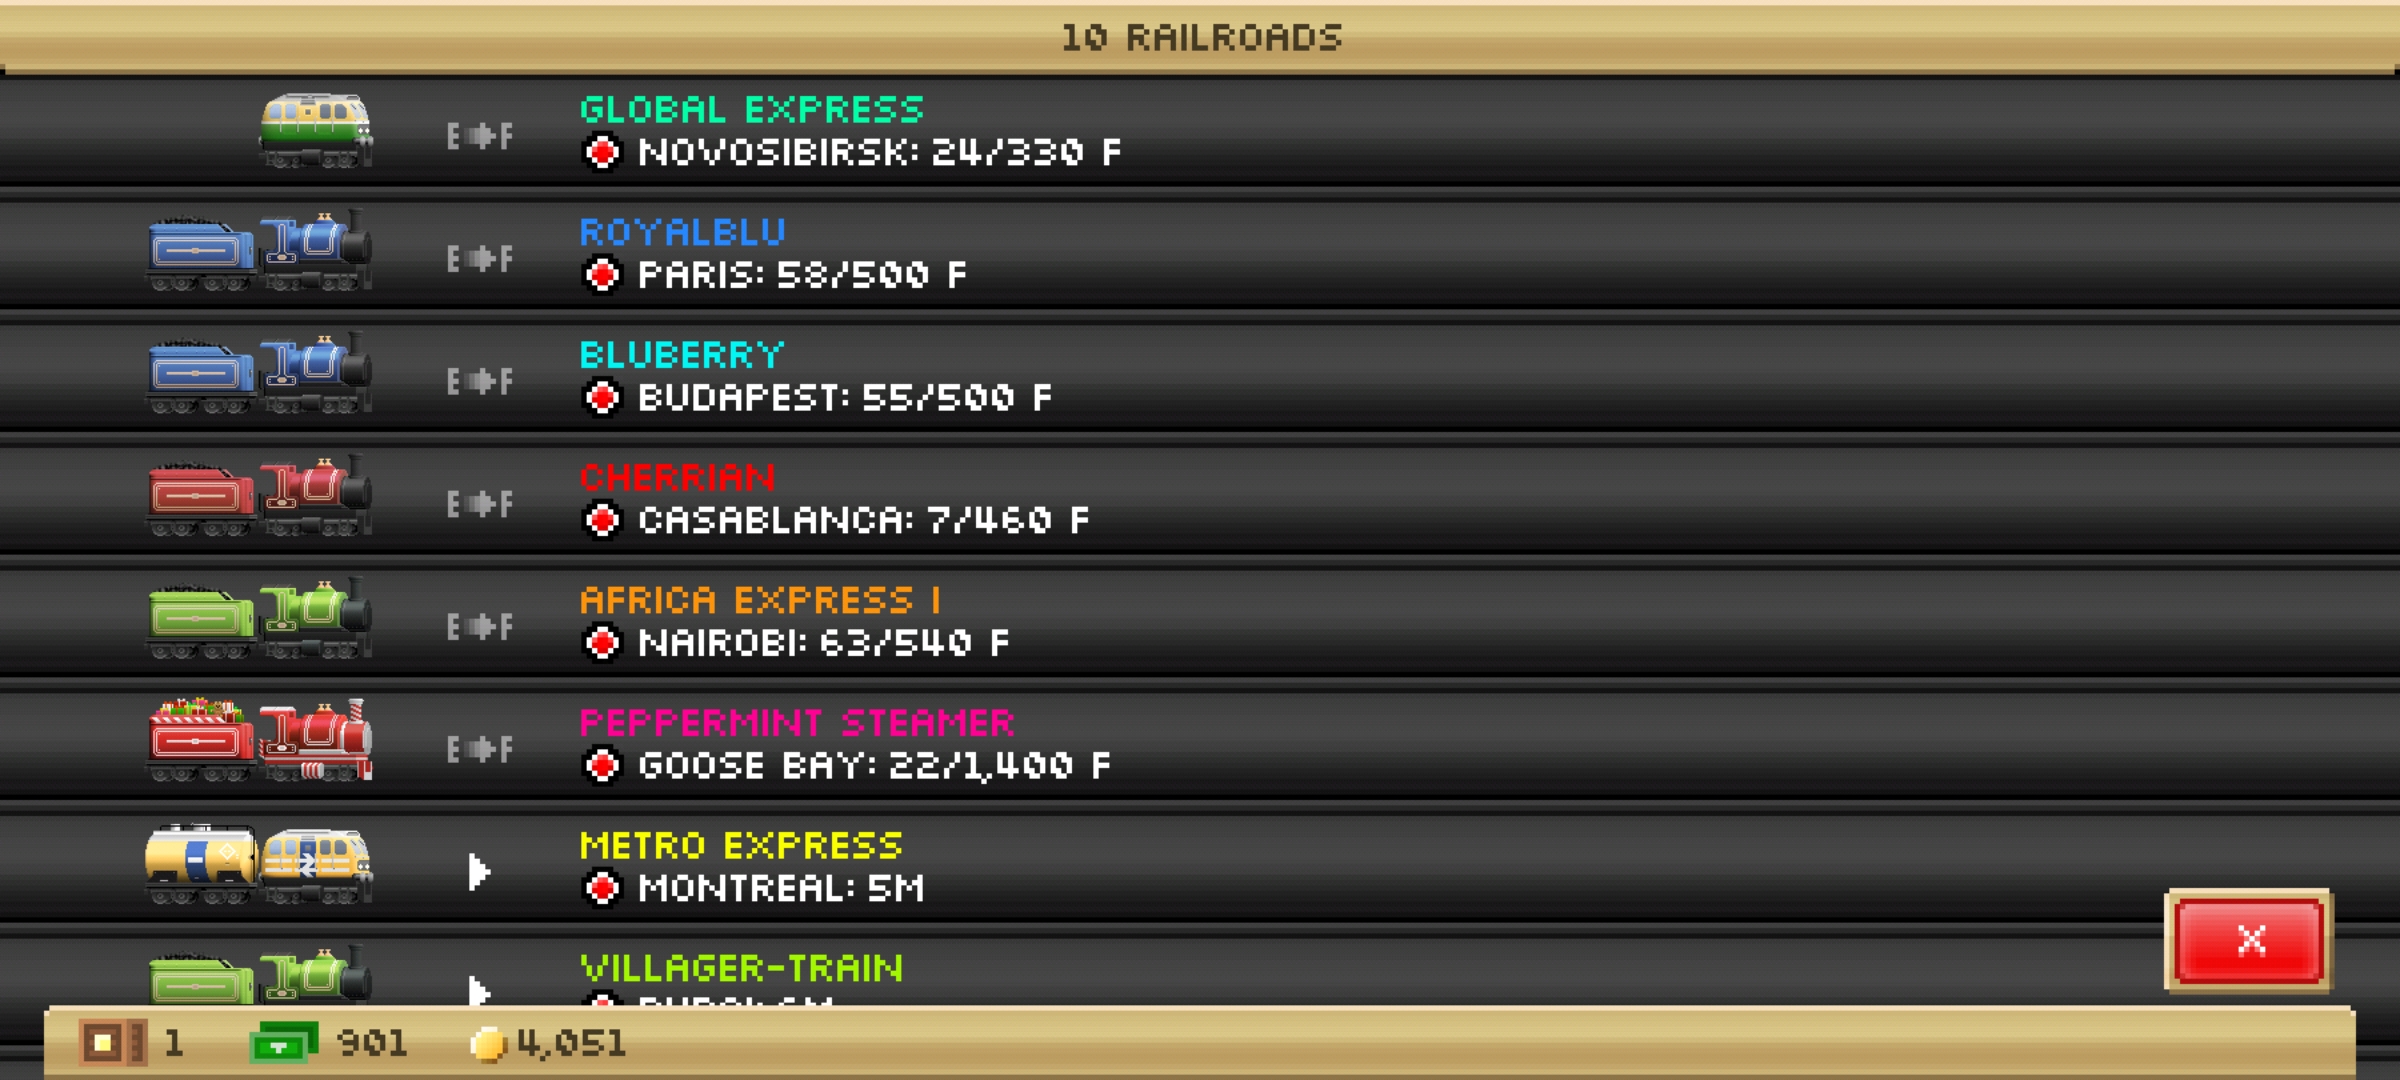 10 RAILROADS
GLOBAL EXPRESS
E F
NOVOSIBIRSK: 24/330 F
ROYALBLU
E F
PARIS: 58/500 F
BLUBERRY
E F
BUDAPEST: 55/500 F
CHERRIAN
E F
CASABLANCA: 7/460 F
AFRICA EXPRESS I
E F
NAIROBI: 63/540 F
PEPPERMINT STEAMER
E F
GOOSE BAY: 22/1,400 F
METRO EXPRESS
MONTREAL: 5M
VILLAGER-TRAIN
X
1 901 4,051